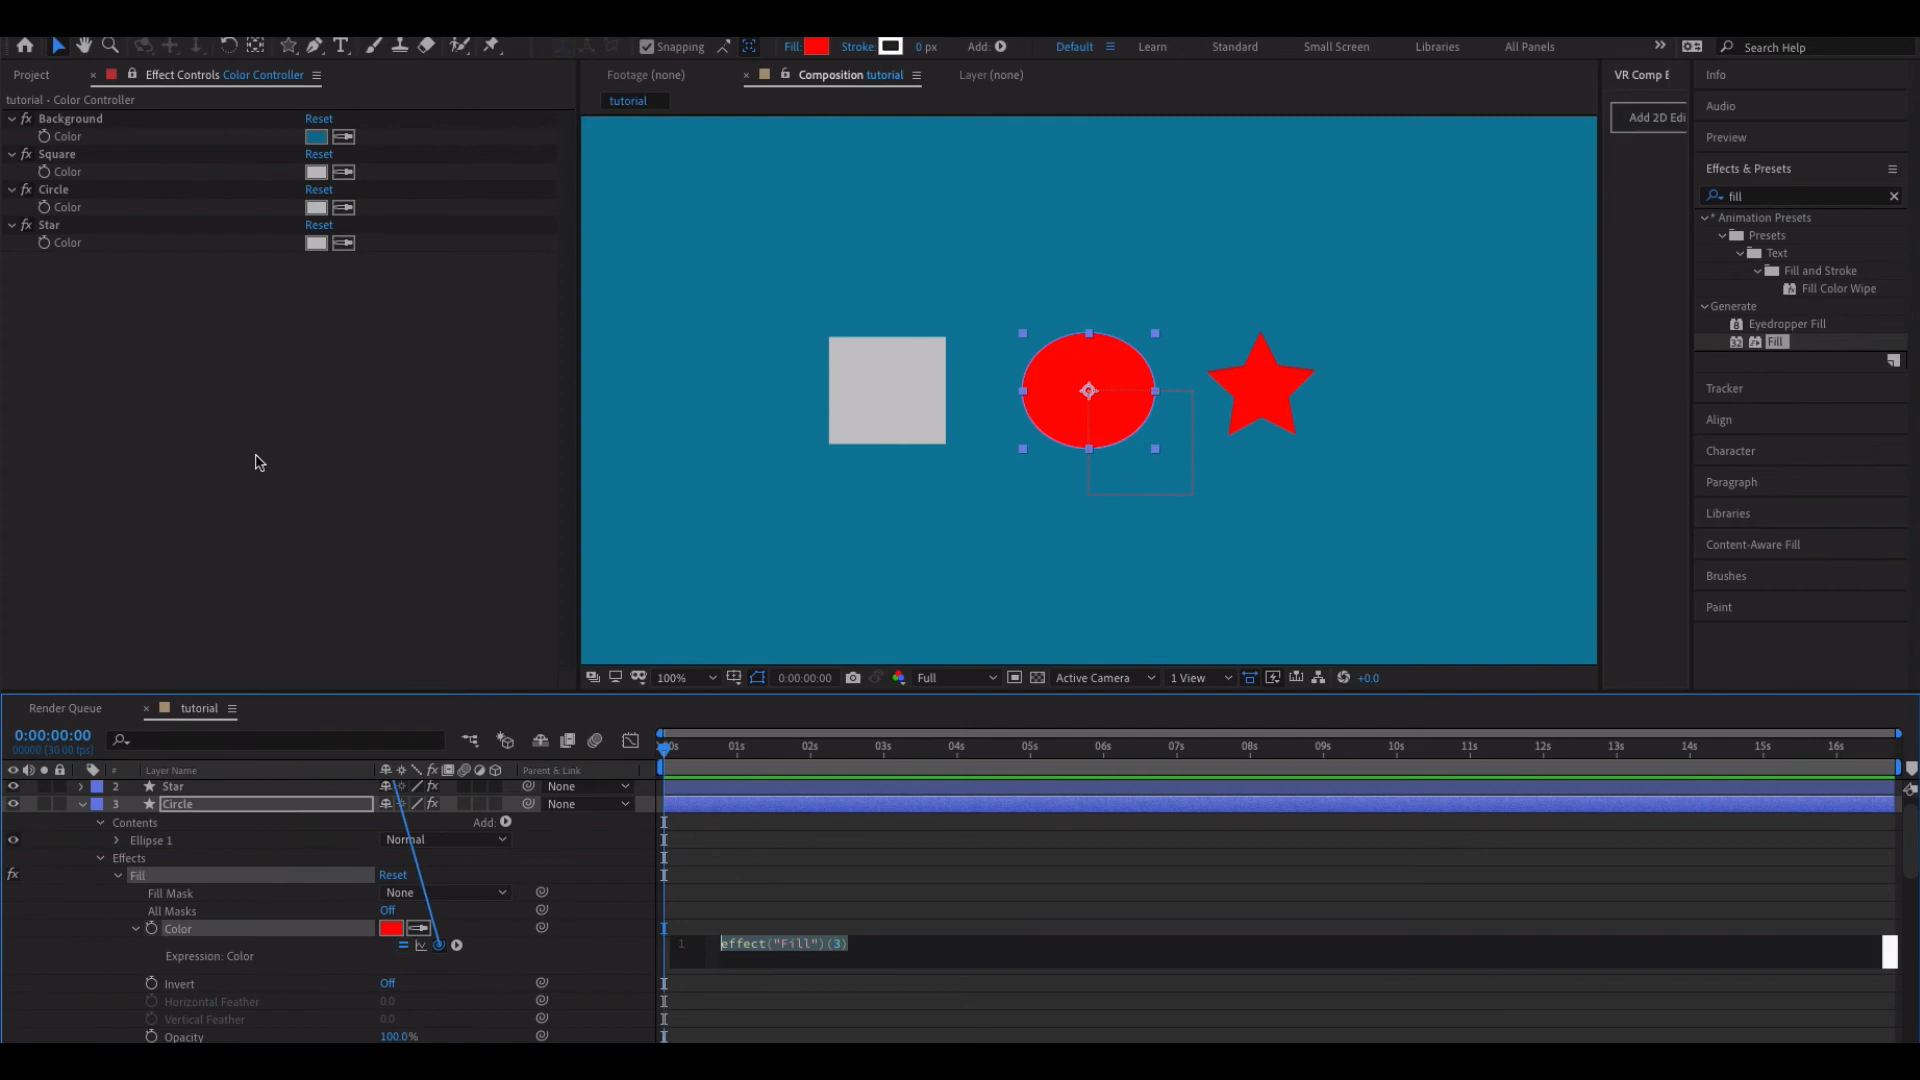 Snapping
Fill:
Stroke:
0 px
Add:
Default
Learn
Standard
Small Screen
Libraries
All Panels
Search Help
Project
Effect Controls Color Controller
Footage (none)
Composition tutorial
Layer (none)
VR Comp E
Info
tutorial • Color Controller
tutorial
Background
Reset
Color
Square
Reset
Color
Circle
Reset
Color
Star
Reset
Color
Add 2D Edi
Audio
Preview
Effects & Presets
fill
* Animation Presets
Presets
Text
Fill and Stroke
Fill Color Wipe
Generate
Eyedropper Fill
Fill
Tracker
Align
Character
Paragraph
Libraries
Content-Aware Fill
Brushes
Paint
100%
0:00:00:00
Full
Active Camera
1 View
+0.0
Render Queue
tutorial
0:00:00:00
00000 (30.00 fps)
:00s 01s 02s 03s 04s 05s 06s 07s 08s 09s 10s 11s 12s 13s 14s 15s 16s
# Layer Name
Parent & Link
2 Star None
3 Circle None
Contents Add:
Ellipse 1 Normal
Effects
Fill Reset
Fill Mask None
All Masks Off
Color
Expression: Color
1 effect("Fill")(3)
Invert Off
Horizontal Feather 0.0
Vertical Feather 0.0
Opacity 100.0%